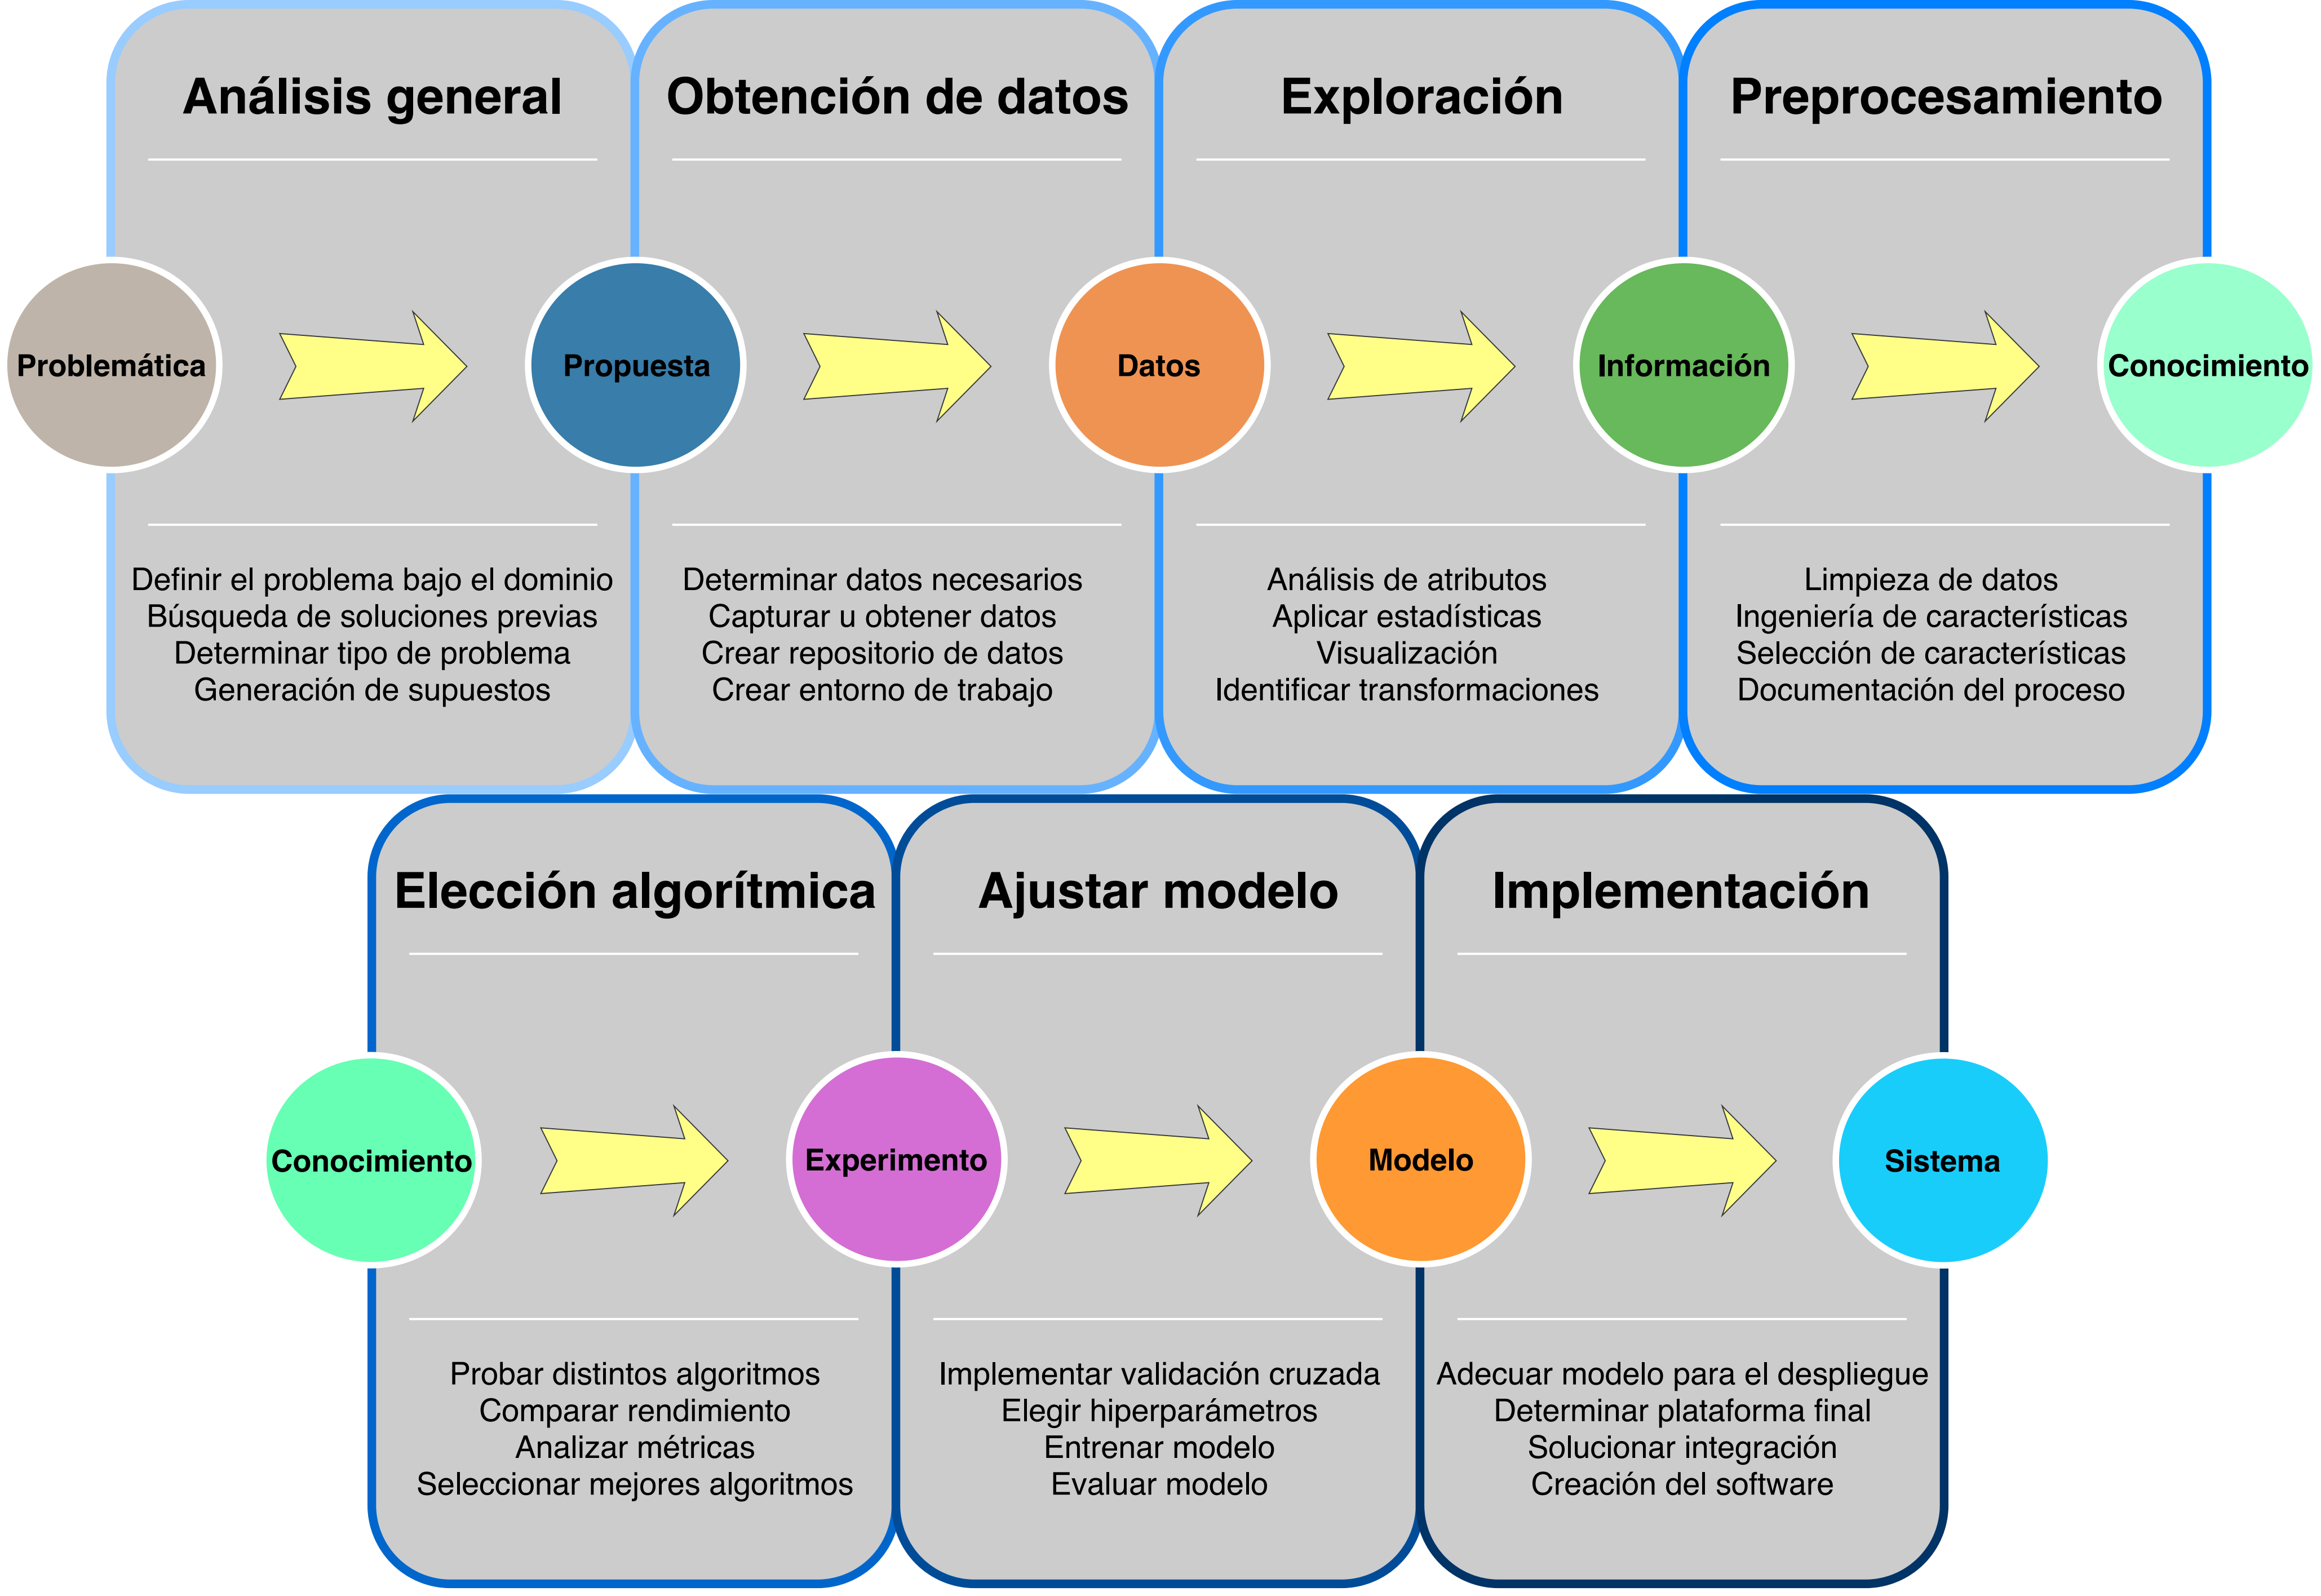 Análisis general
Obtención de datos
Exploración
Preprocesamiento
Problemática
Propuesta
Datos
Información
Conocimiento
Definir el problema bajo el dominio
Búsqueda de soluciones previas
Determinar tipo de problema
Generación de supuestos
Determinar datos necesarios
Capturar u obtener datos
Crear repositorio de datos
Crear entorno de trabajo
Análisis de atributos
Aplicar estadísticas
Visualización
Identificar transformaciones
Limpieza de datos
Ingeniería de características
Selección de características
Documentación del proceso
Elección algorítmica
Ajustar modelo
Implementación
Conocimiento
Experimento
Modelo
Sistema
Probar distintos algoritmos
Comparar rendimiento
Analizar métricas
Seleccionar mejores algoritmos
Implementar validación cruzada
Elegir hiperparámetros
Entrenar modelo
Evaluar modelo
Adecuar modelo para el despliegue
Determinar plataforma final
Solucionar integración
Creación del software